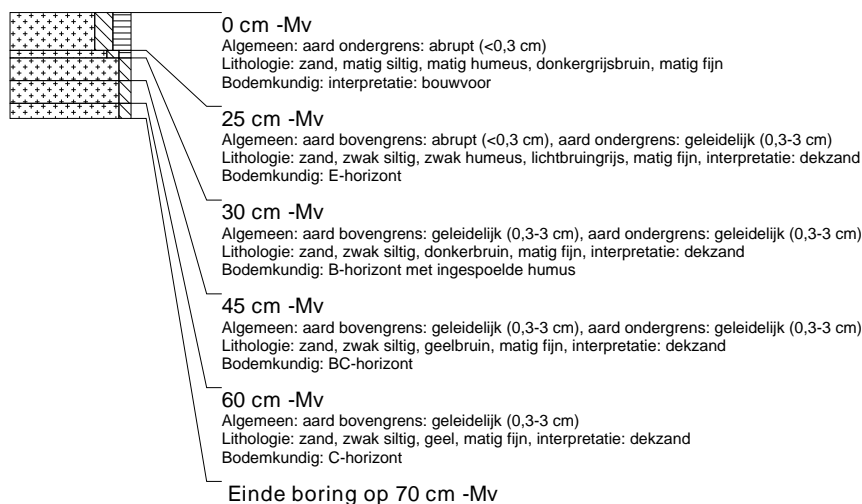 0 cm -Mv
Algemeen: aard ondergrens: abrupt (<0,3 cm)
Lithologie: zand, matig siltig, matig humeus, donkergrijsbruin, matig fijn
Bodemkundig: interpretatie: bouwvoor
25 cm -Mv
Algemeen: aard bovengrens: abrupt (<0,3 cm), aard ondergrens: geleidelijk (0,3-3 cm)
Lithologie: zand, zwak siltig, zwak humeus, lichtbruingrijs, matig fijn, interpretatie: dekzand
Bodemkundig: E-horizont
30 cm -Mv
Algemeen: aard bovengrens: geleidelijk (0,3-3 cm), aard ondergrens: geleidelijk (0,3-3 cm)
Lithologie: zand, zwak siltig, donkerbruin, matig fijn, interpretatie: dekzand
Bodemkundig: B-horizont met ingespoelde humus
45 cm -Mv
Algemeen: aard bovengrens: geleidelijk (0,3-3 cm), aard ondergrens: geleidelijk (0,3-3 cm)
Lithologie: zand, zwak siltig, geelbruin, matig fijn, interpretatie: dekzand
Bodemkundig: BC-horizont
60 cm -Mv
Algemeen: aard bovengrens: geleidelijk (0,3-3 cm)
Lithologie: zand, zwak siltig, geel, matig fijn, interpretatie: dekzand
Bodemkundig: C-horizont
Einde boring op 70 cm -Mv